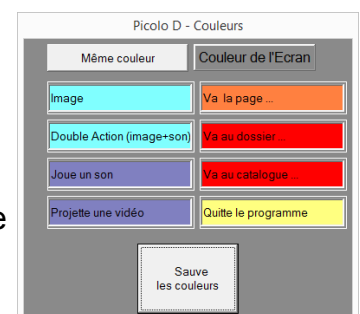 Picolo D - Couleurs
Même couleur
Couleur de l'Ecran
Image
Va la page ...
Double Action (image+son)
Va au dossier ...
Joue un son
Va au catalogue ...
Projette une vidéo
Quitte le programme
e
Sauve
les couleurs